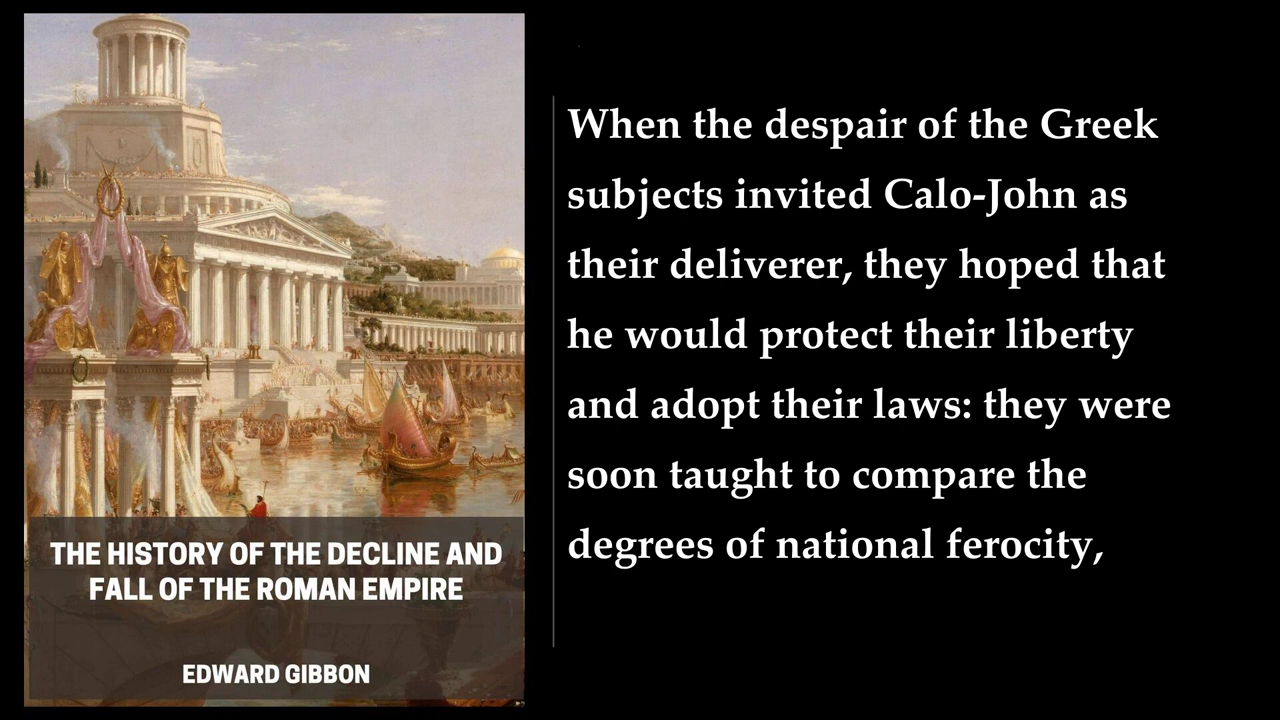 THE HISTORY OF THE DECLINE AND
FALL OF THE ROMAN EMPIRE
EDWARD GIBBON
When the despair of the Greek
subjects invited Calo-John as
their deliverer, they hoped that
he would protect their liberty
and adopt their laws: they were
soon taught to compare the
degrees of national ferocity,